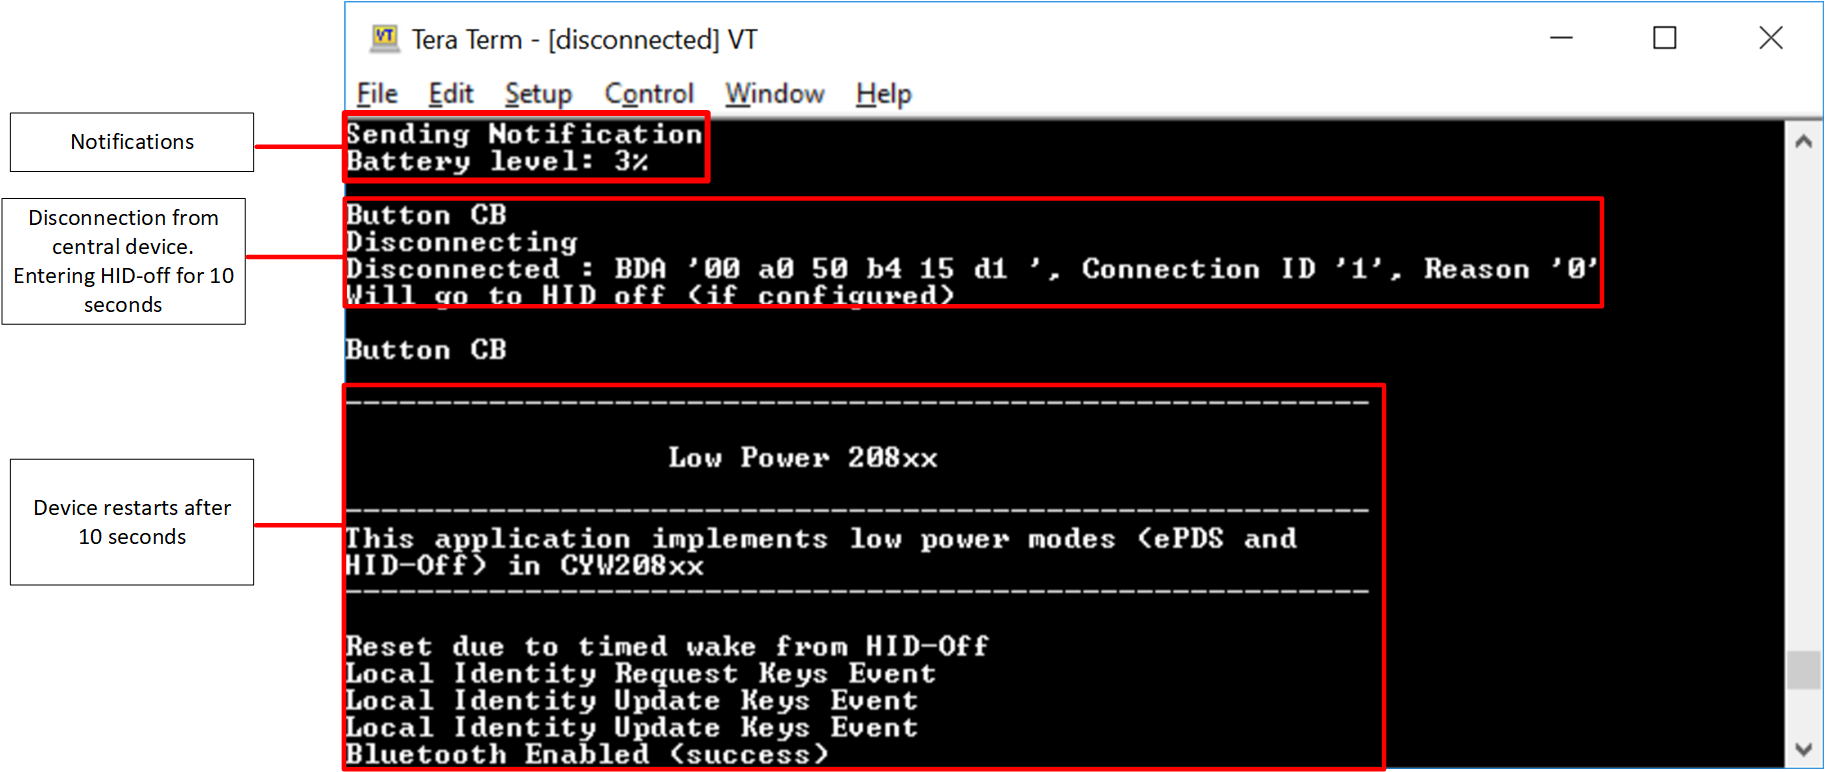 Tera Term - [disconnected] VT
File Edit Setup Control Window Help
Notifications
Sending Notification
Battery level: 3%
Disconnection from
central device.
Entering HID-off for 10
seconds
Button CB
Disconnecting
Disconnected : BDA '00 a0 50 b4 15 d1 ', Connection ID '1', Reason '0'
Will go to HID off (if configured)
Button CB
Device restarts after
10 seconds
------------------------------------------------------------
Low Power 208xx
------------------------------------------------------------
This application implements low power modes (ePDS and
HID-Off) in CYW208xx
------------------------------------------------------------
Reset due to timed wake from HID-Off
Local Identity Request Keys Event
Local Identity Update Keys Event
Local Identity Update Keys Event
Bluetooth Enabled (success)